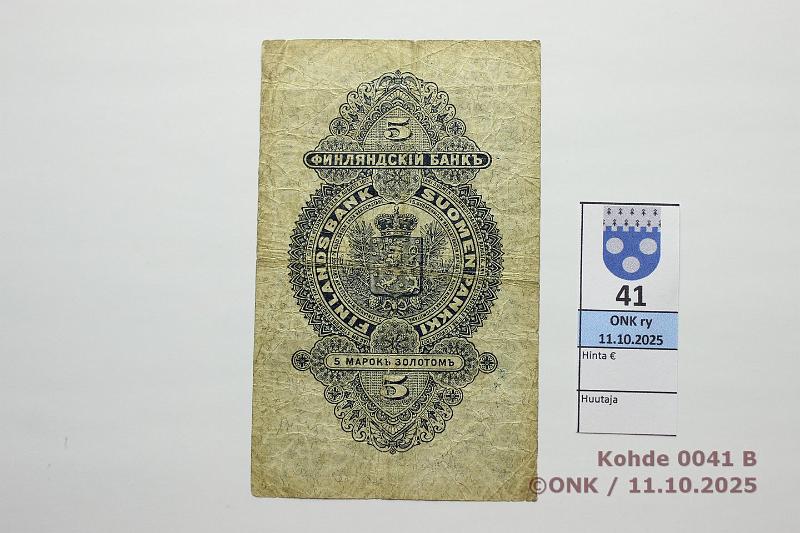 5
ФИНЛЯНДСКІЙ БАНКЪ
FINLANDS BANK
SUOMEN PANKKI
5 МАРОКЪ ЗОЛОТОМЪ
5
41
ONK ry
11.10.2025
Hinta €
Huutaja
Kohde 0041 B
©ONK / 11.10.2025